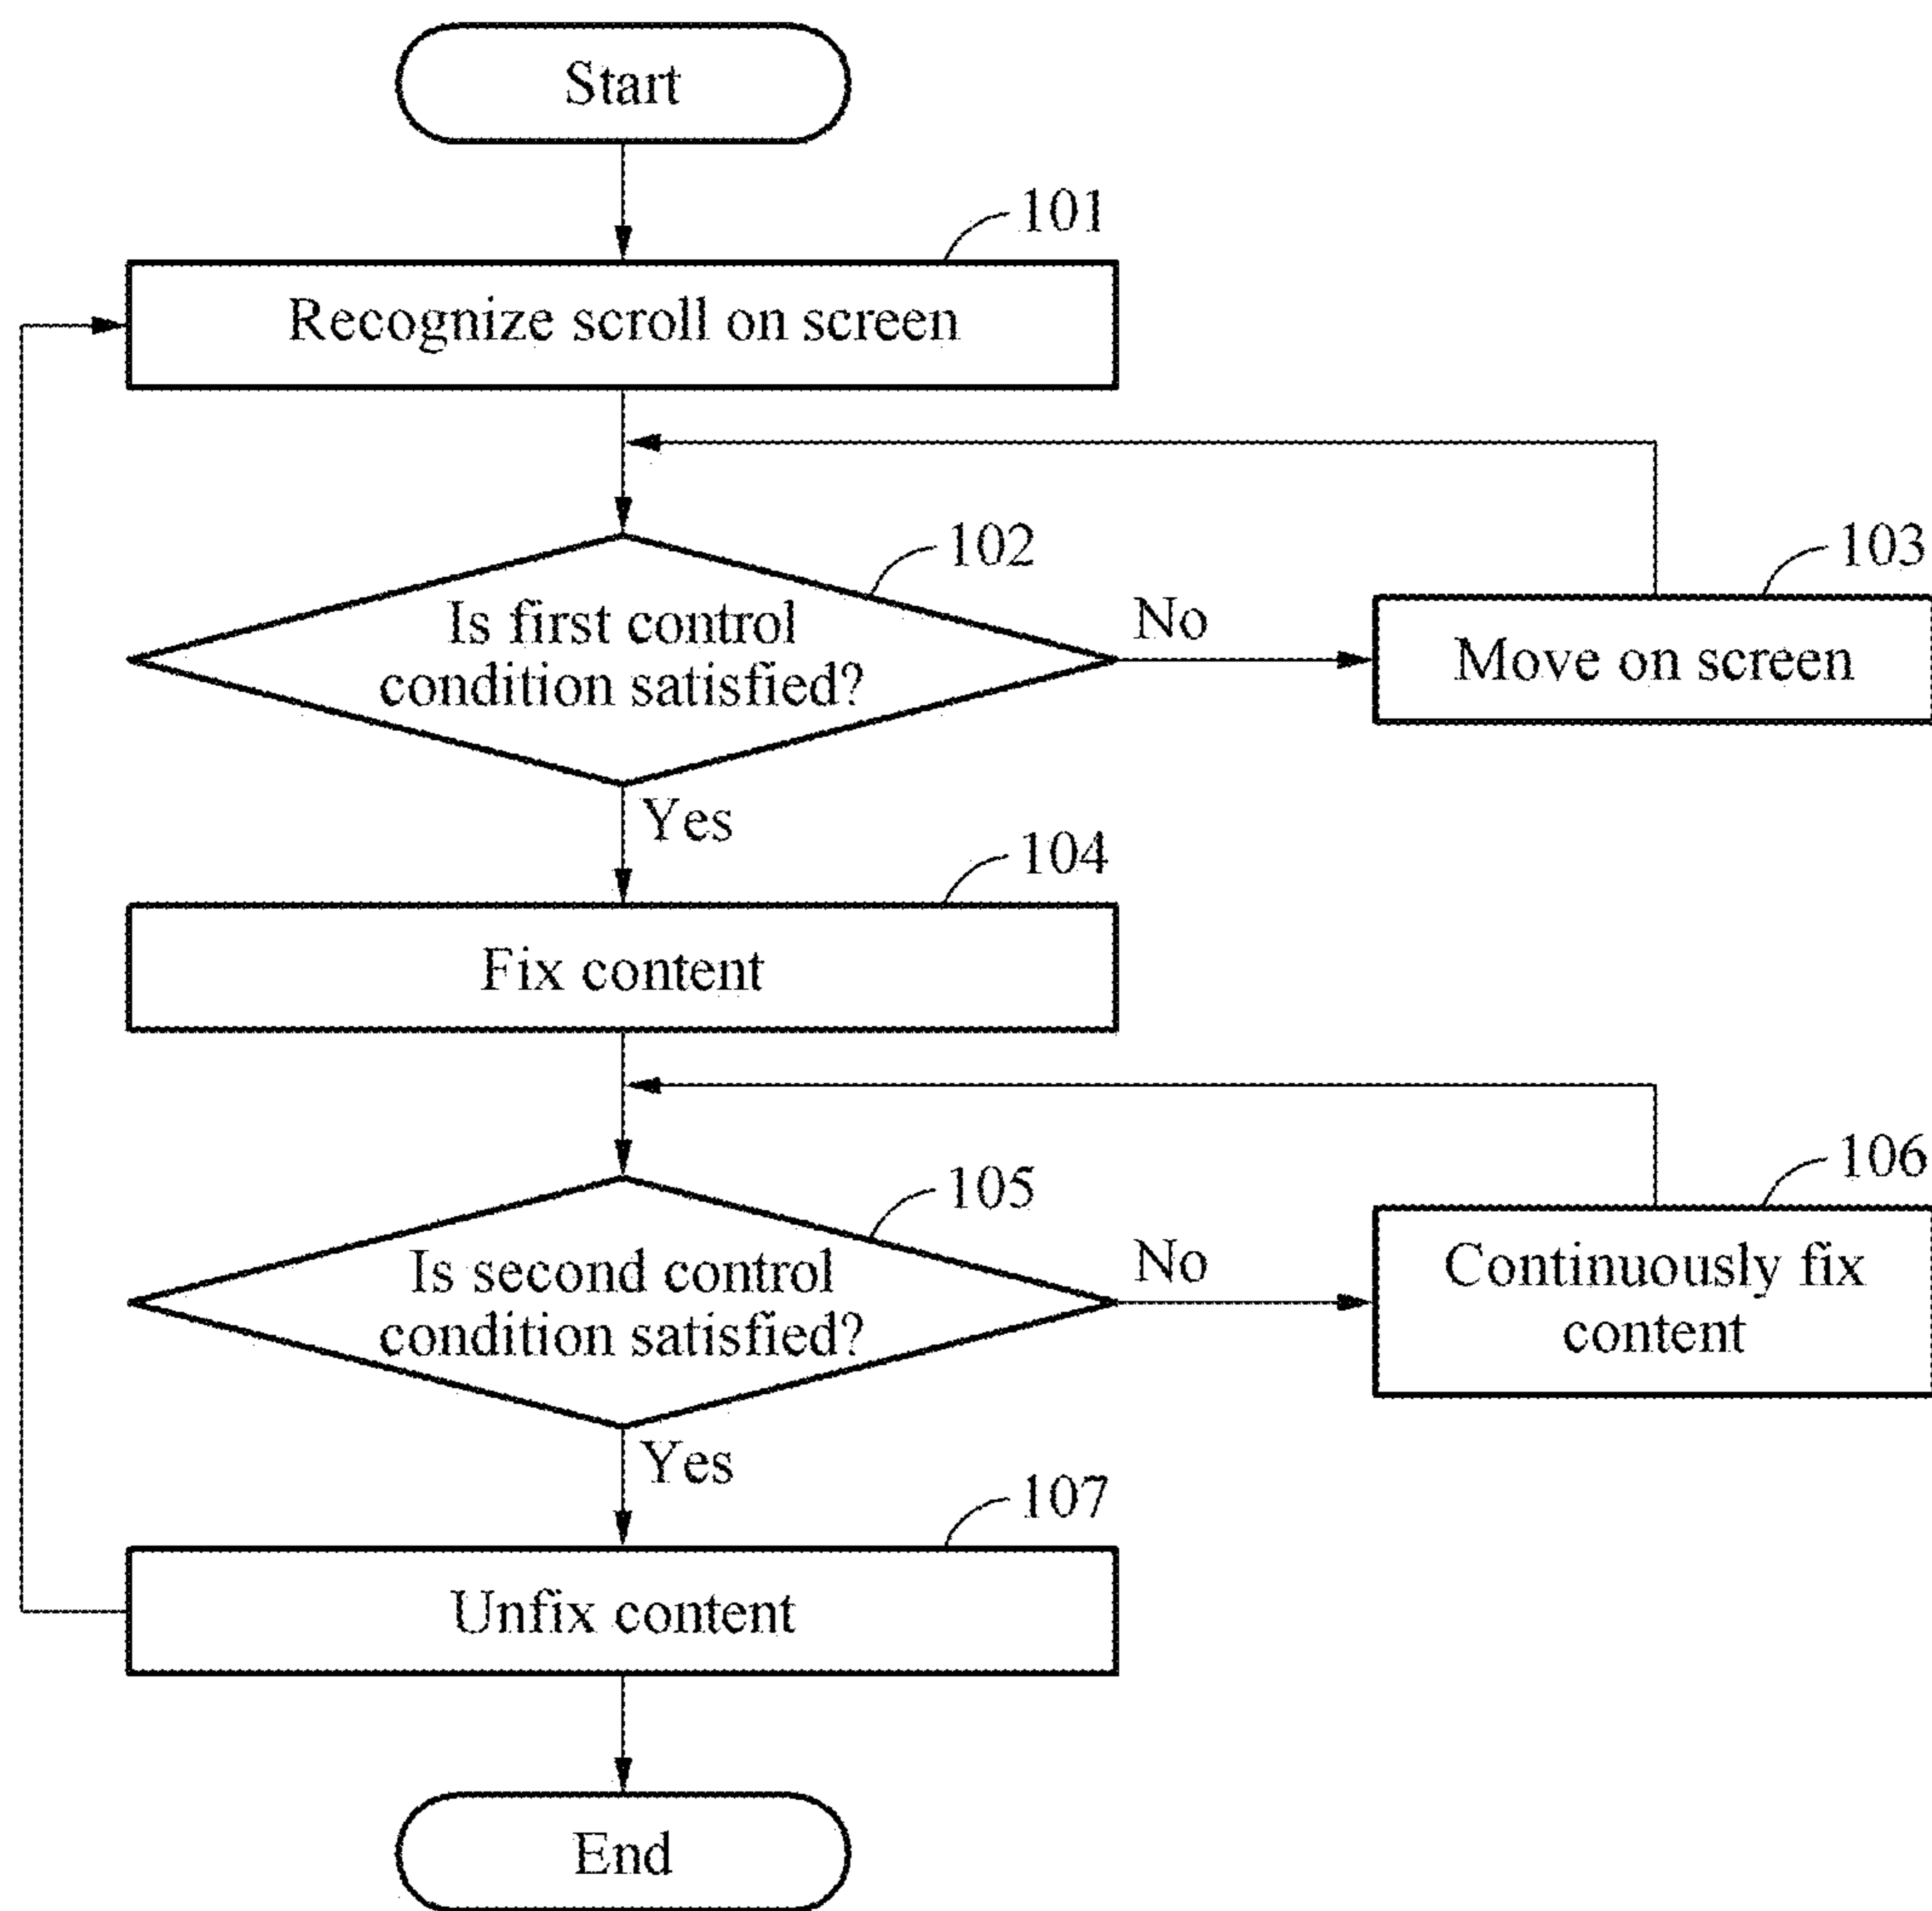 Start
101
Recognize scroll on screen
102
Is first control
condition satisfied?
No
103
Move on screen
Yes
104
Fix content
105
Is second control
condition satisfied?
No
106
Continuously fix
content
Yes
107
Unfix content
End